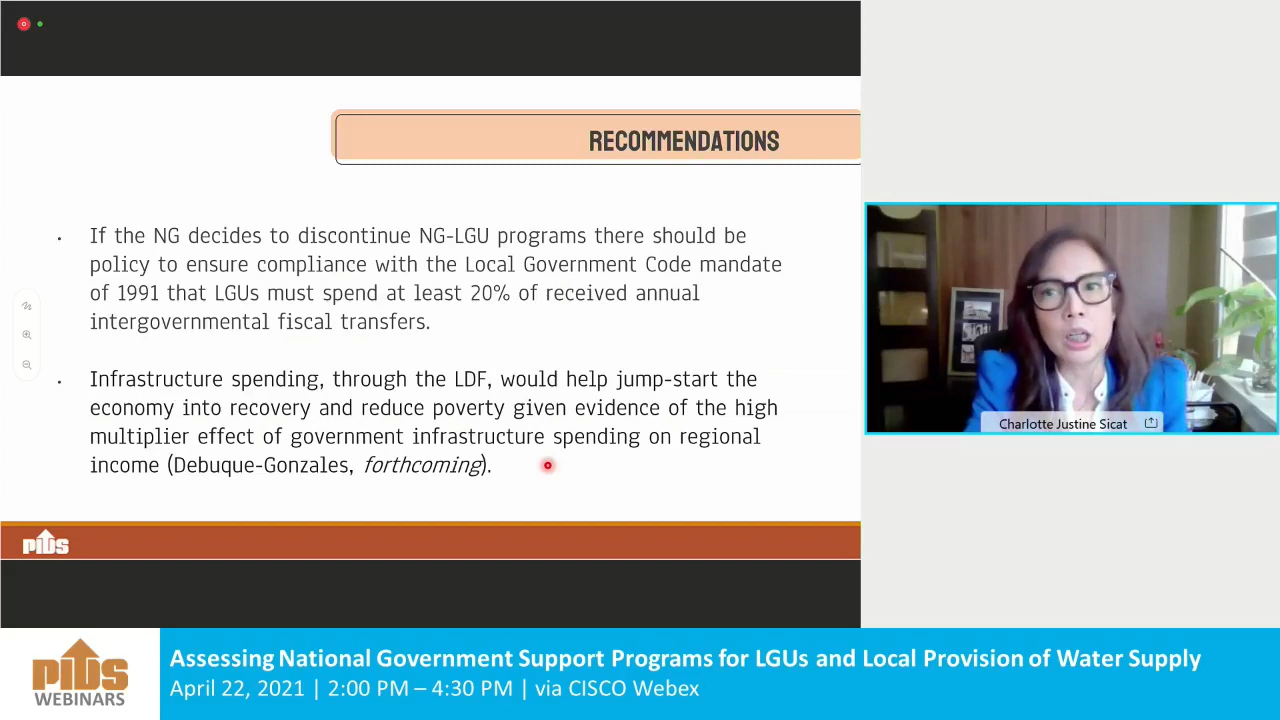 RECOMMENDATIONS
• If the NG decides to discontinue NG-LGU programs there should be
policy to ensure compliance with the Local Government Code mandate
of 1991 that LGUs must spend at least 20% of received annual
intergovernmental fiscal transfers.
• Infrastructure spending, through the LDF, would help jump-start the
economy into recovery and reduce poverty given evidence of the high
multiplier effect of government infrastructure spending on regional
income (Debuque-Gonzales, forthcoming).
PIDS
Charlotte Justine Sicat
PIDS
WEBINARS
Assessing National Government Support Programs for LGUs and Local Provision of Water Supply
April 22, 2021 | 2:00 PM – 4:30 PM | via CISCO Webex